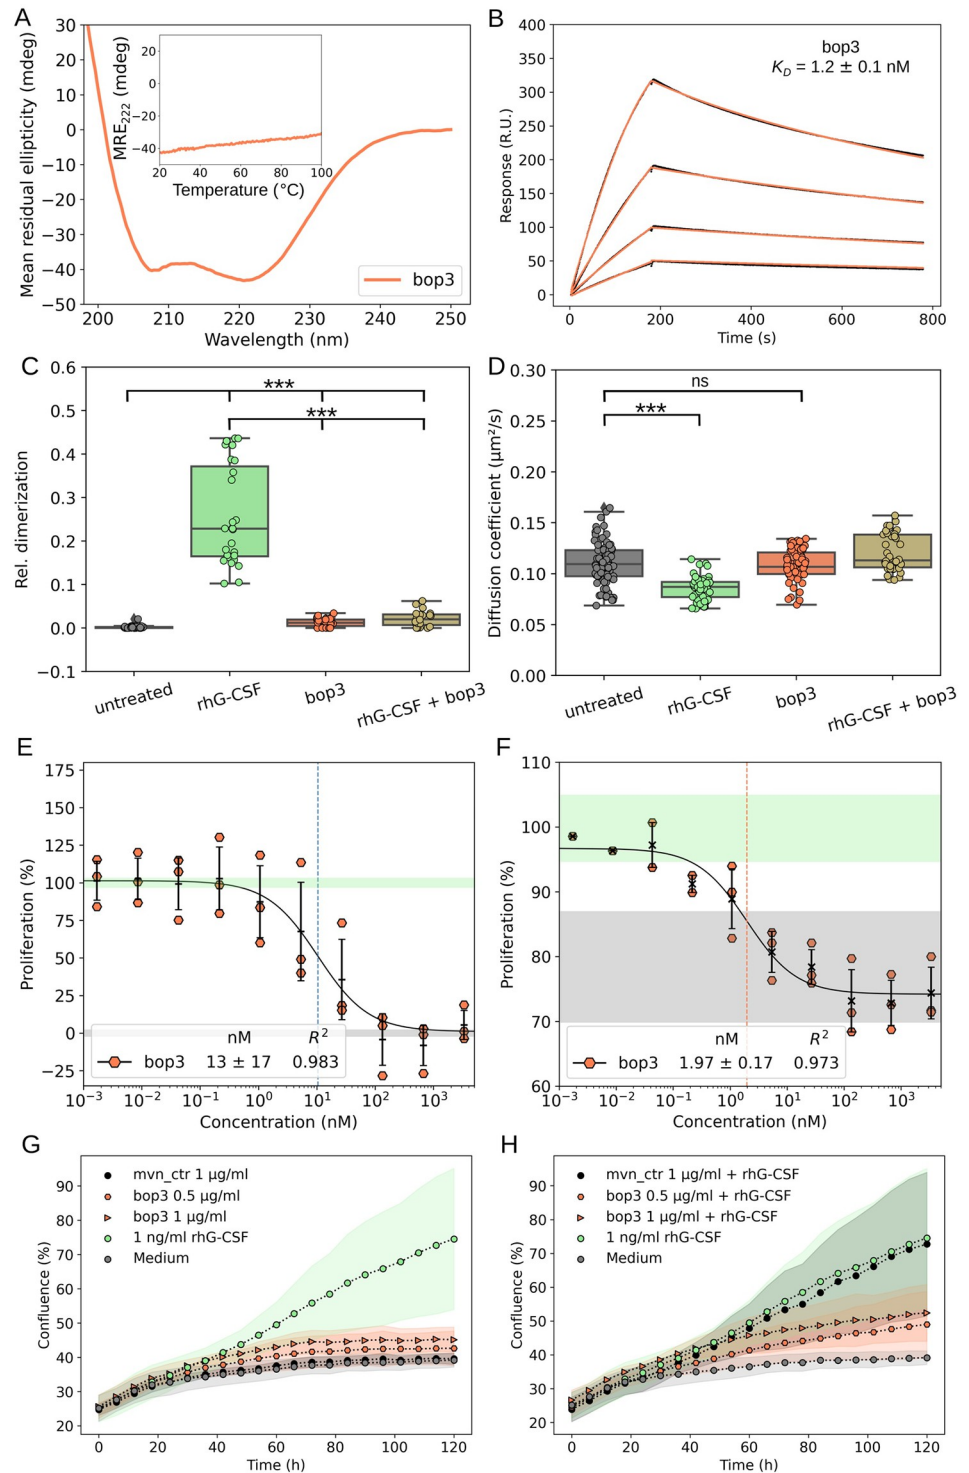 A
30
20
10
0
−10
−20
−30
−40
−50
Mean residual ellipticity (mdeg)
200 210 220 230 240 250
Wavelength (nm)
bop3
20
0
−20
−40
MRE222 (mdeg)
20 40 60 80 100
Temperature (°C)
B
400
350
300
250
200
150
100
50
0
Response (R.U.)
0 200 400 600 800
Time (s)
bop3
KD = 1.2 ± 0.1 nM
C
0.6
0.5
0.4
0.3
0.2
0.1
0.0
−0.1
Rel. dimerization
***
***
untreated rhG-CSF bop3 rhG-CSF + bop3
D
0.30
0.25
0.20
0.15
0.10
0.05
0.00
Diffusion coefficient (µm²/s)
ns
***
untreated rhG-CSF bop3 rhG-CSF + bop3
E
175
150
125
100
75
50
25
0
−25
Proliferation (%)
nM R²
bop3 13 ± 17 0.983
10⁻³ 10⁻² 10⁻¹ 10⁰ 10¹ 10² 10³
Concentration (nM)
F
110
100
90
80
70
60
Proliferation (%)
nM R²
bop3 1.97 ± 0.17 0.973
10⁻³ 10⁻² 10⁻¹ 10⁰ 10¹ 10² 10³
Concentration (nM)
G
90
80
70
60
50
40
30
20
Confluence (%)
mvn_ctr 1 µg/ml
bop3 0.5 µg/ml
bop3 1 µg/ml
1 ng/ml rhG-CSF
Medium
0 20 40 60 80 100 120
Time (h)
H
90
80
70
60
50
40
30
20
Confluence (%)
mvn_ctr 1 µg/ml + rhG-CSF
bop3 0.5 µg/ml + rhG-CSF
bop3 1 µg/ml + rhG-CSF
1 ng/ml rhG-CSF
Medium
0 20 40 60 80 100 120
Time (h)